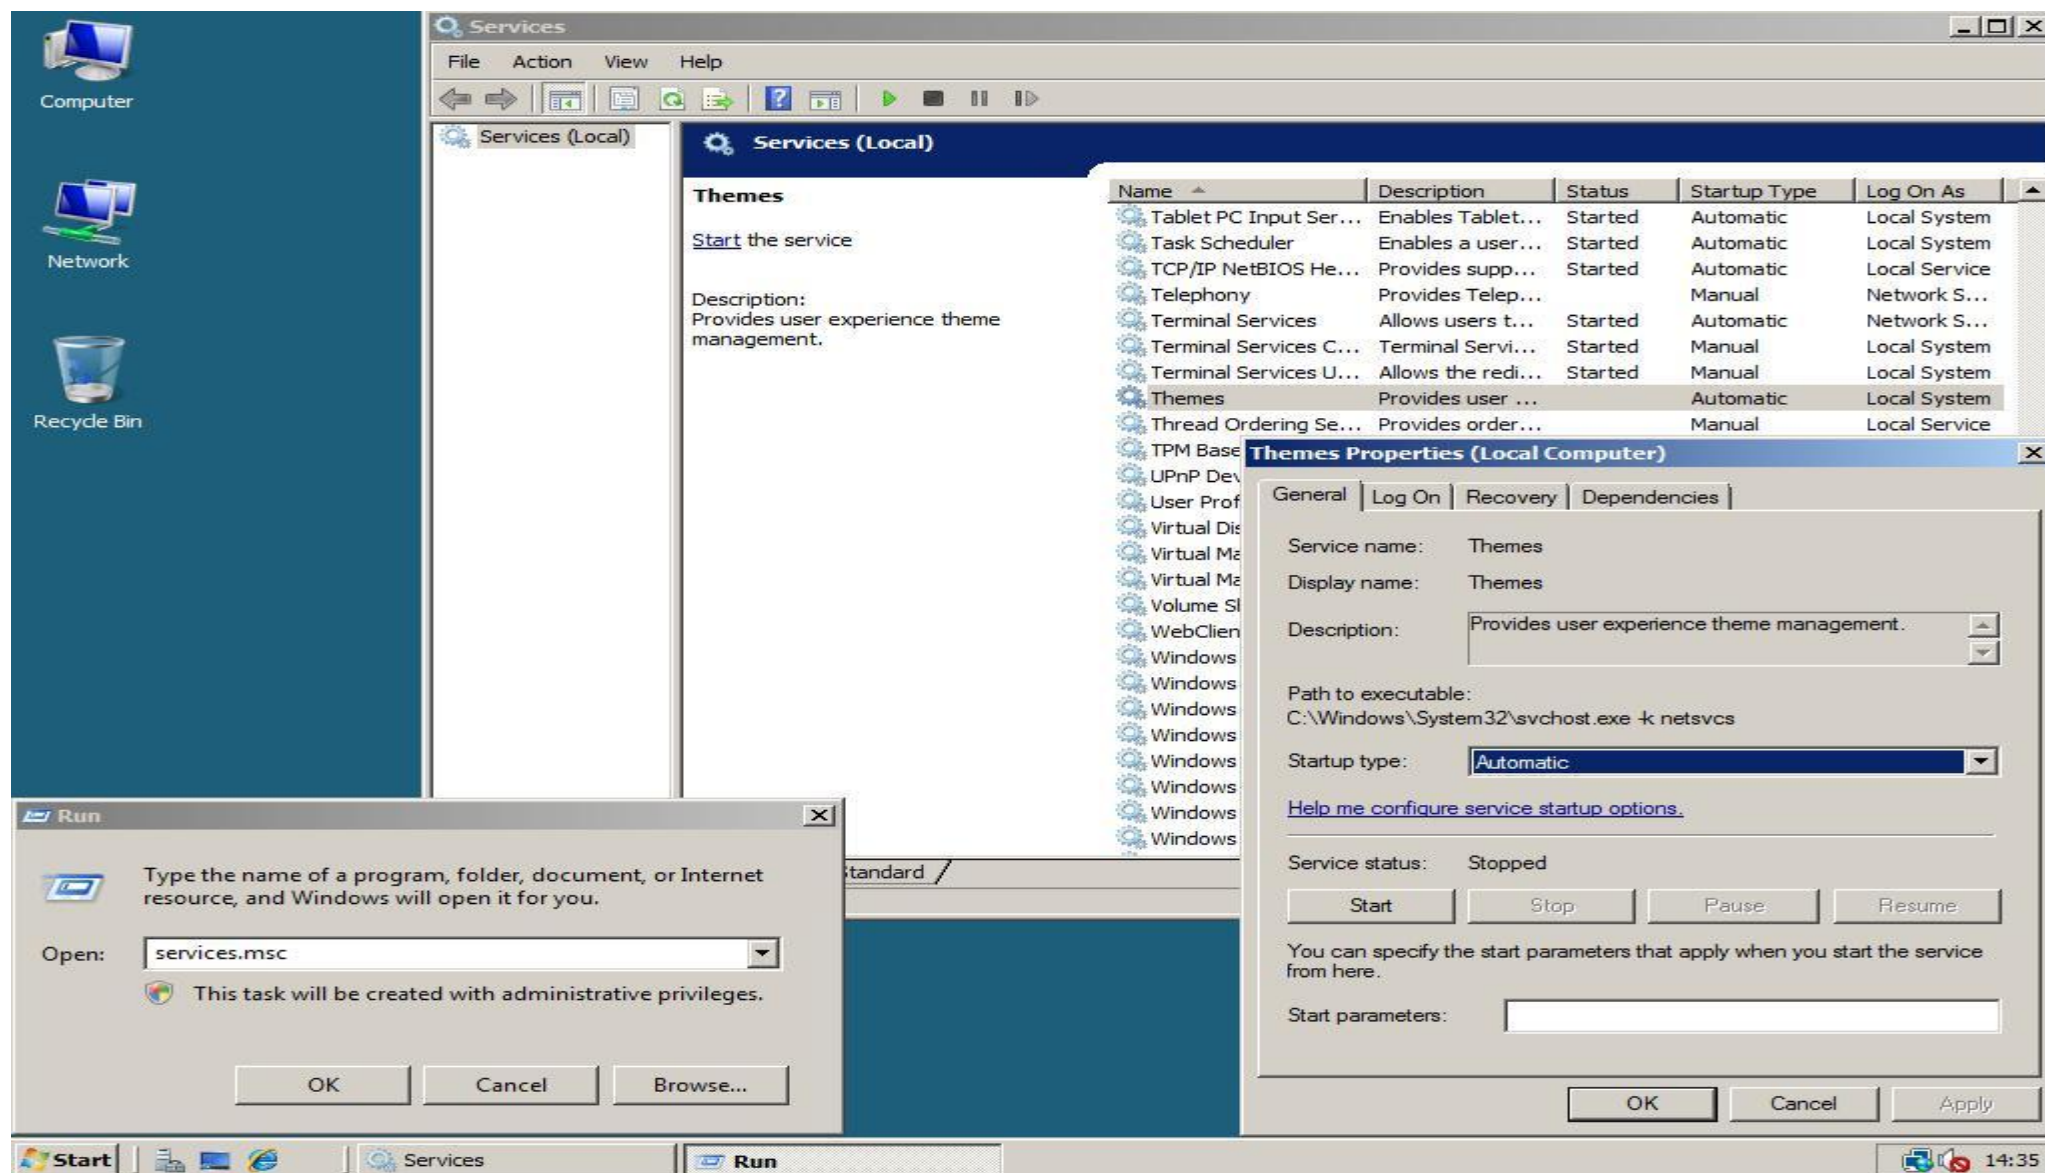 Computer
Network
Recycle Bin
Services
File Action View Help
Services (Local)
Services (Local)
Themes
Start the service
Description:
Provides user experience theme
management.
Name Description Status Startup Type Log On As
Tablet PC Input Ser... Enables Tablet... Started Automatic Local System
Task Scheduler Enables a user... Started Automatic Local System
TCP/IP NetBIOS He... Provides supp... Started Automatic Local Service
Telephony Provides Telep... Manual Network S...
Terminal Services Allows users t... Started Automatic Network S...
Terminal Services C... Terminal Servi... Started Manual Local System
Terminal Services U... Allows the redi... Started Manual Local System
Themes Provides user ... Automatic Local System
Thread Ordering Se... Provides order... Manual Local Service
TPM Base
UPnP Dev
User Prof
Virtual Dis
Virtual Ma
Virtual Ma
Volume Sh
WebClien
Windows
Windows
Windows
Windows
Windows
Windows
Windows
Windows
Standard
Themes Properties (Local Computer)
General Log On Recovery Dependencies
Service name: Themes
Display name: Themes
Description: Provides user experience theme management.
Path to executable:
C:\Windows\System32\svchost.exe -k netsvcs
Startup type: Automatic
Help me configure service startup options.
Service status: Stopped
Start Stop Pause Resume
You can specify the start parameters that apply when you start the service
from here.
Start parameters:
OK Cancel Apply
Run
Type the name of a program, folder, document, or Internet
resource, and Windows will open it for you.
Open: services.msc
This task will be created with administrative privileges.
OK Cancel Browse...
Start Services Run 14:35